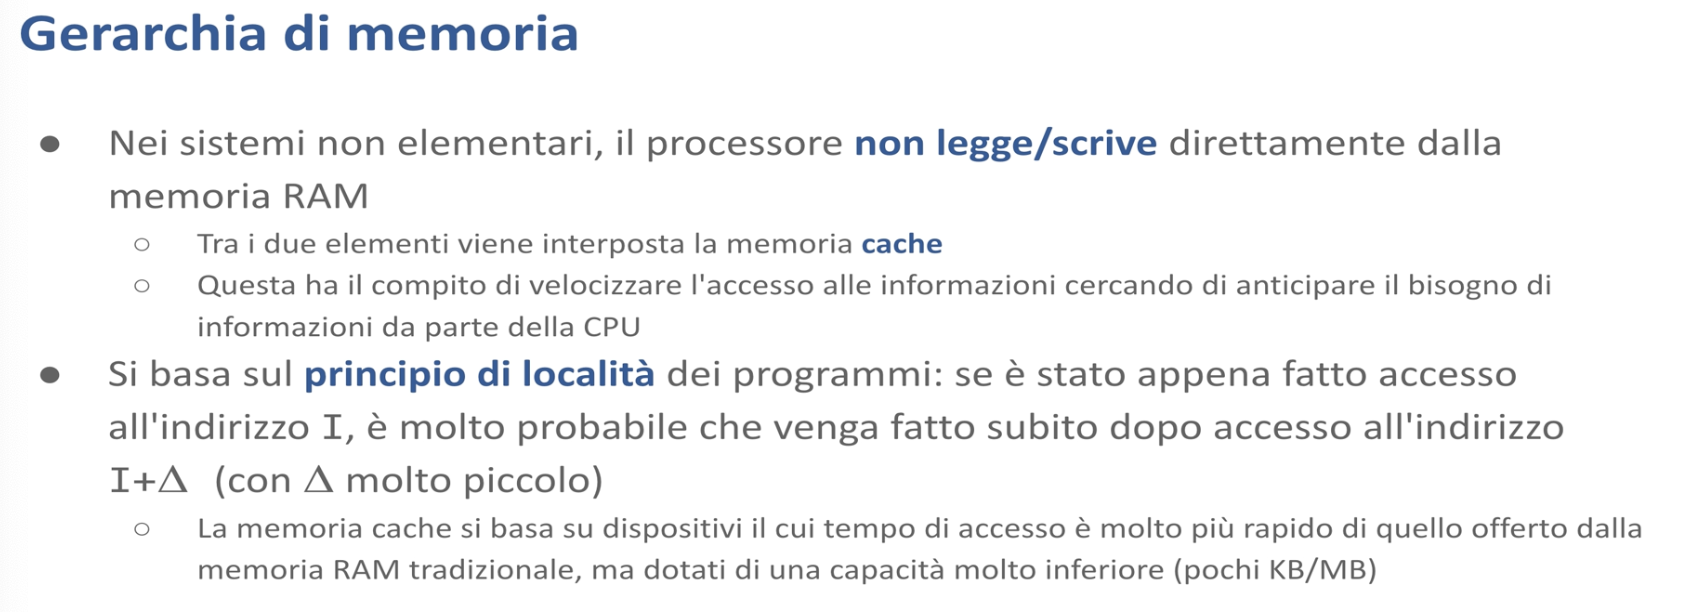 Gerarchia di memoria
● Nei sistemi non elementari, il processore non legge/scrive direttamente dalla
memoria RAM
○ Tra i due elementi viene interposta la memoria cache
○ Questa ha il compito di velocizzare l'accesso alle informazioni cercando di anticipare il bisogno di
informazioni da parte della CPU
● Si basa sul principio di località dei programmi: se è stato appena fatto accesso
all'indirizzo I, è molto probabile che venga fatto subito dopo accesso all'indirizzo
I+Δ (con Δ molto piccolo)
○ La memoria cache si basa su dispositivi il cui tempo di accesso è molto più rapido di quello offerto dalla
memoria RAM tradizionale, ma dotati di una capacità molto inferiore (pochi KB/MB)